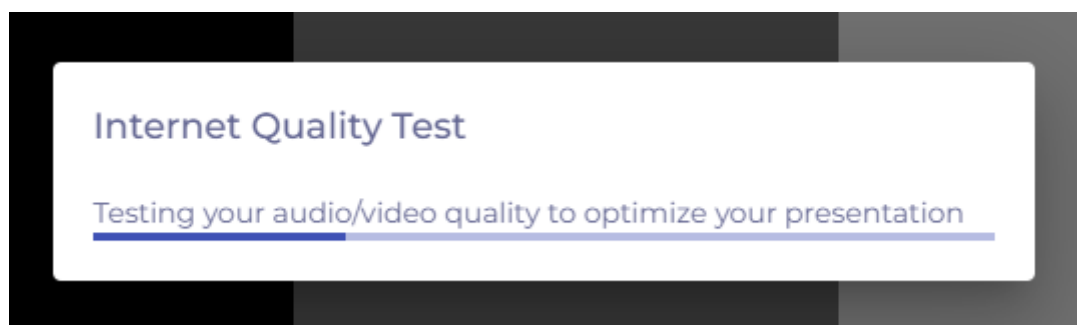 Internet Quality Test
Testing your audio/video quality to optimize your presentation